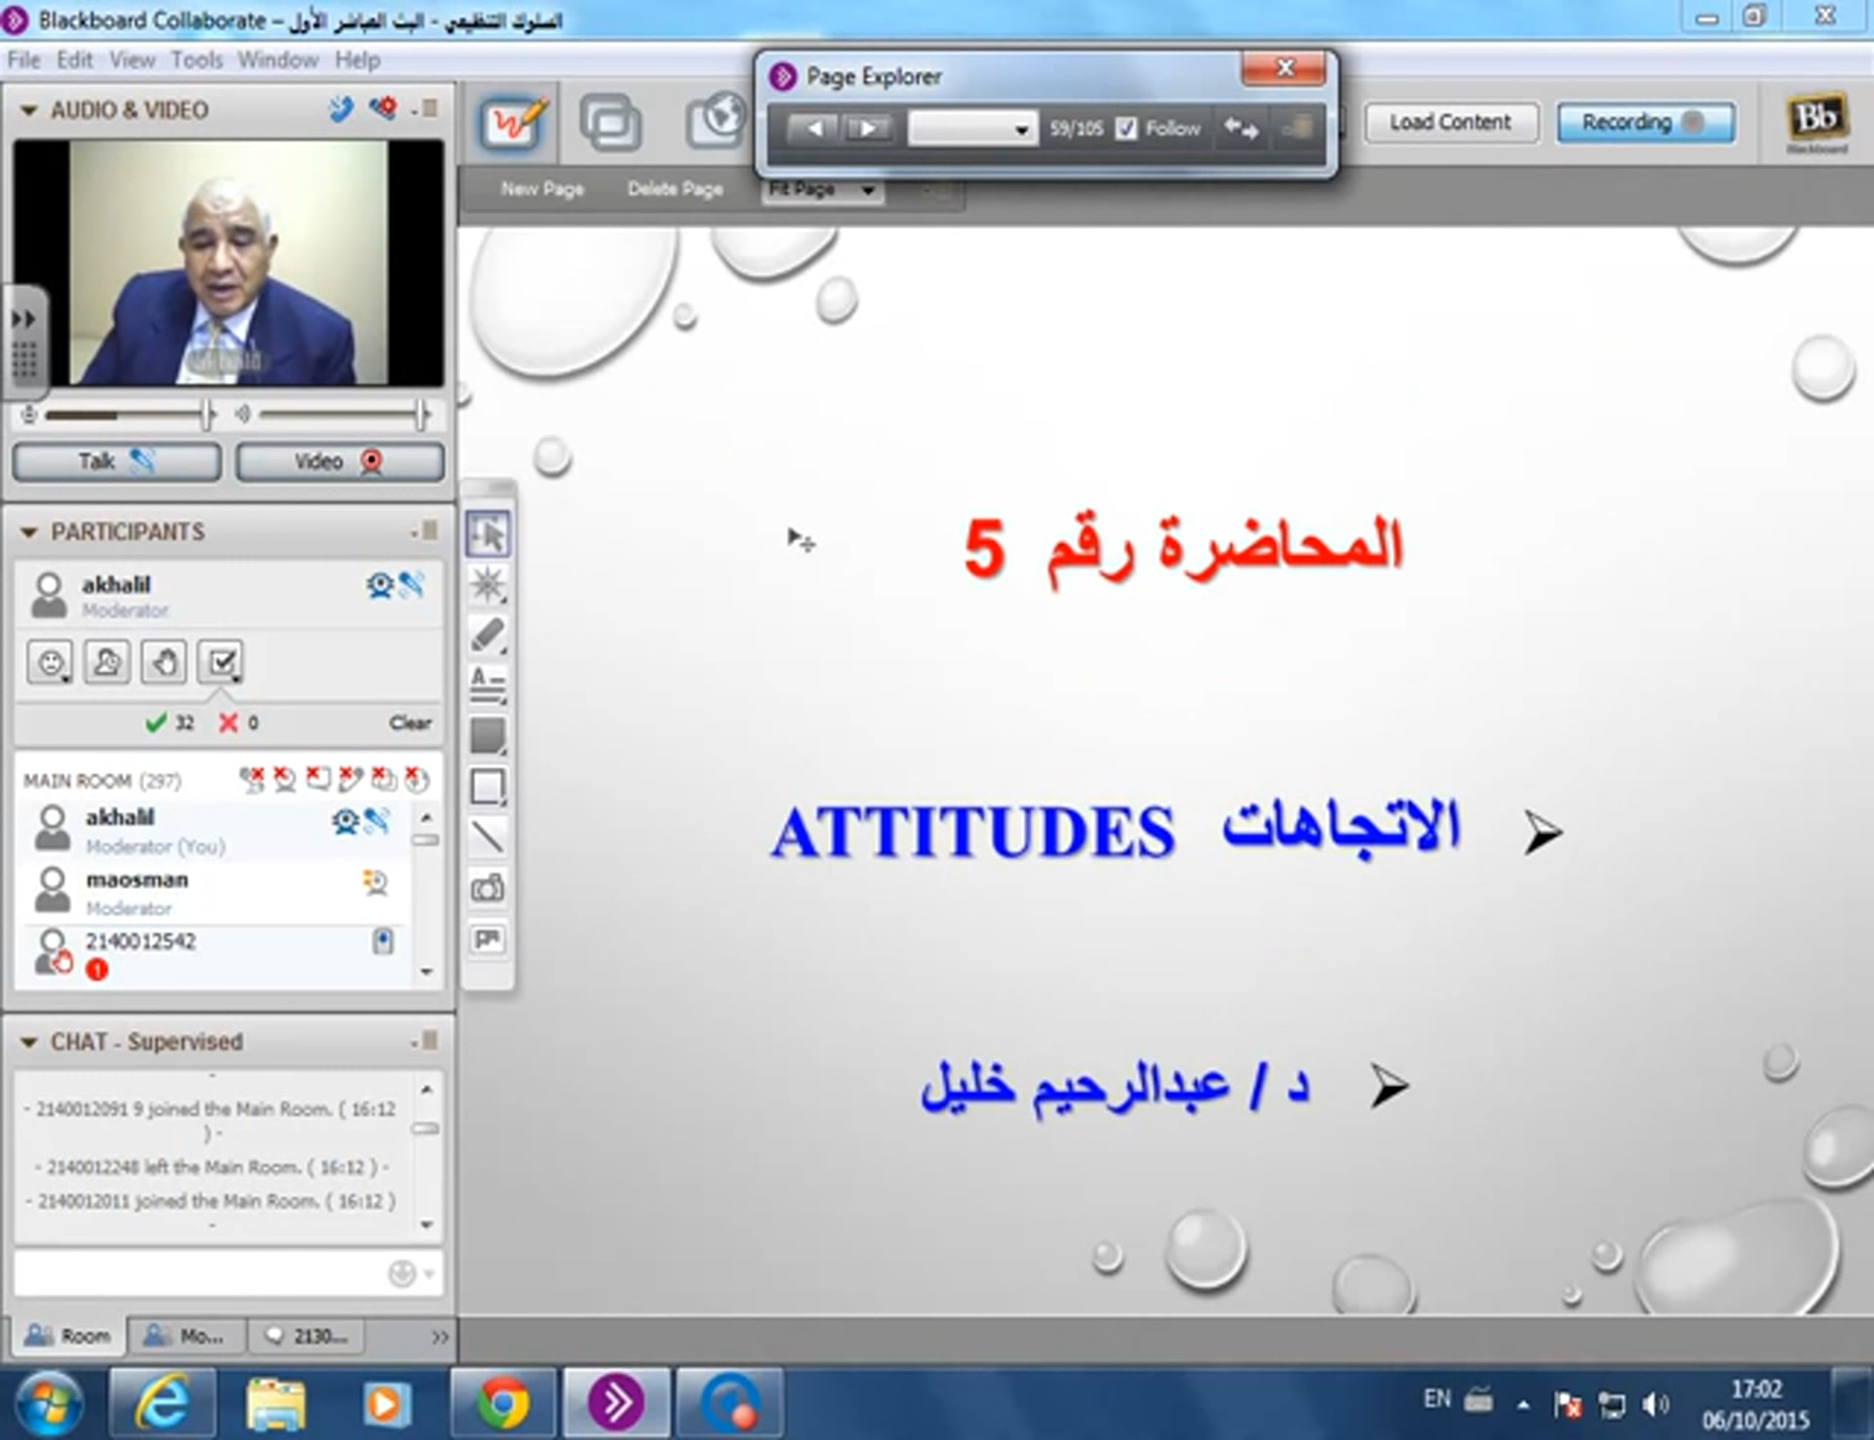 Blackboard Collaborate – السلوك التنظيمي - البث المباشر الأول
File Edit View Tools Window Help
Page Explorer
59/105 Follow
Load Content
Recording
Bb
Blackboard
New Page Delete Page Fit Page
AUDIO & VIDEO
Talk
Video
PARTICIPANTS
akhalil
Moderator
32 0 Clear
MAIN ROOM (297)
akhalil
Moderator (You)
maosman
Moderator
2140012542
1
CHAT - Supervised
-
- 2140012091 9 joined the Main Room. ( 16:12
) -
- 2140012248 left the Main Room. ( 16:12 ) -
- 2140012011 joined the Main Room. ( 16:12 )
-
Room Mo... 2130...
المحاضرة رقم 5
الاتجاهات ATTITUDES
د / عبدالرحيم خليل
EN
17:02
06/10/2015